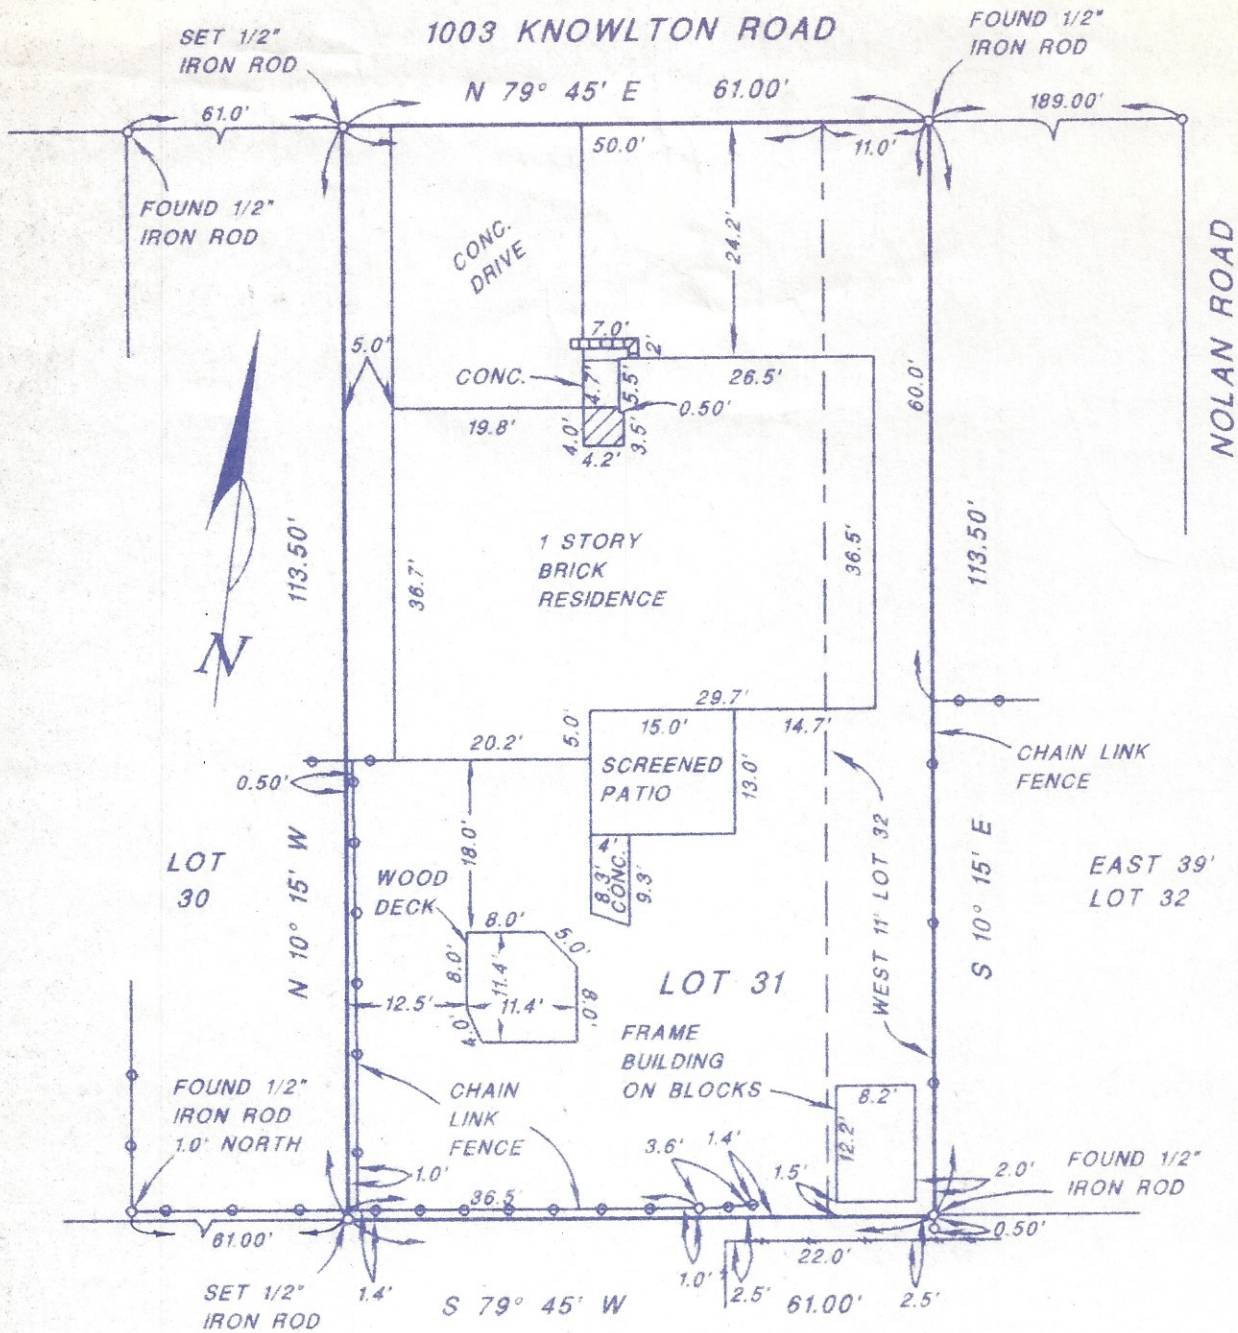 1003 KNOWLTON ROAD
SET 1/2"
IRON ROD
FOUND 1/2"
IRON ROD
N 79° 45' E
61.00'
61.0'
189.00'
50.0'
11.0'
FOUND 1/2"
IRON ROD
CONC.
DRIVE
24.2'
NOLAN ROAD
5.0'
7.0'
2'
CONC.
4.7'
5.5'
26.5'
60.0'
0.50'
19.8'
4.0'
3.5'
4.2'
113.50'
36.7'
1 STORY
BRICK
RESIDENCE
36.5'
113.50'
N
29.7'
5.0'
15.0'
14.7'
20.2'
SCREENED
PATIO
13.0'
CHAIN LINK
FENCE
0.50'
18.0'
LOT
30
N 10° 15' W
WOOD
DECK
4'
8.3'
CONC.
9.3'
WEST 11' LOT 32
S 10° 15' E
EAST 39'
LOT 32
8.0'
5.0'
8.0'
11.4'
11.4'
8.0'
12.5'
4.0'
LOT 31
FRAME
BUILDING
ON BLOCKS
FOUND 1/2"
IRON ROD
1.0' NORTH
CHAIN
LINK
FENCE
8.2'
12.2'
3.6'
1.4'
1.5'
1.0'
2.0'
FOUND 1/2"
IRON ROD
36.5'
61.00'
0.50'
22.0'
SET 1/2"
IRON ROD
1.4'
S 79° 45' W
1.0'
2.5'
61.00'
2.5'